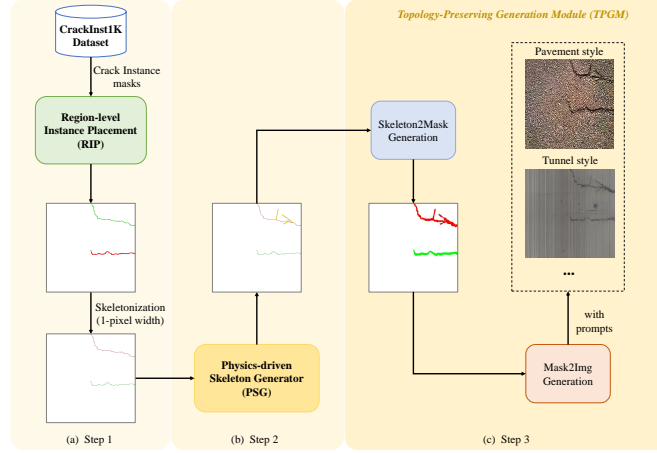 CrackInst1K
Dataset
Crack Instance
masks
Region-level
Instance Placement
(RIP)
Skeletonization
(1-pixel width)
(a) Step 1
Physics-driven
Skeleton Generator
(PSG)
(b) Step 2
Topology-Preserving Generation Module (TPGM)
Skeleton2Mask
Generation
Pavement style
Tunnel style
...
with
prompts
Mask2Img
Generation
(c) Step 3